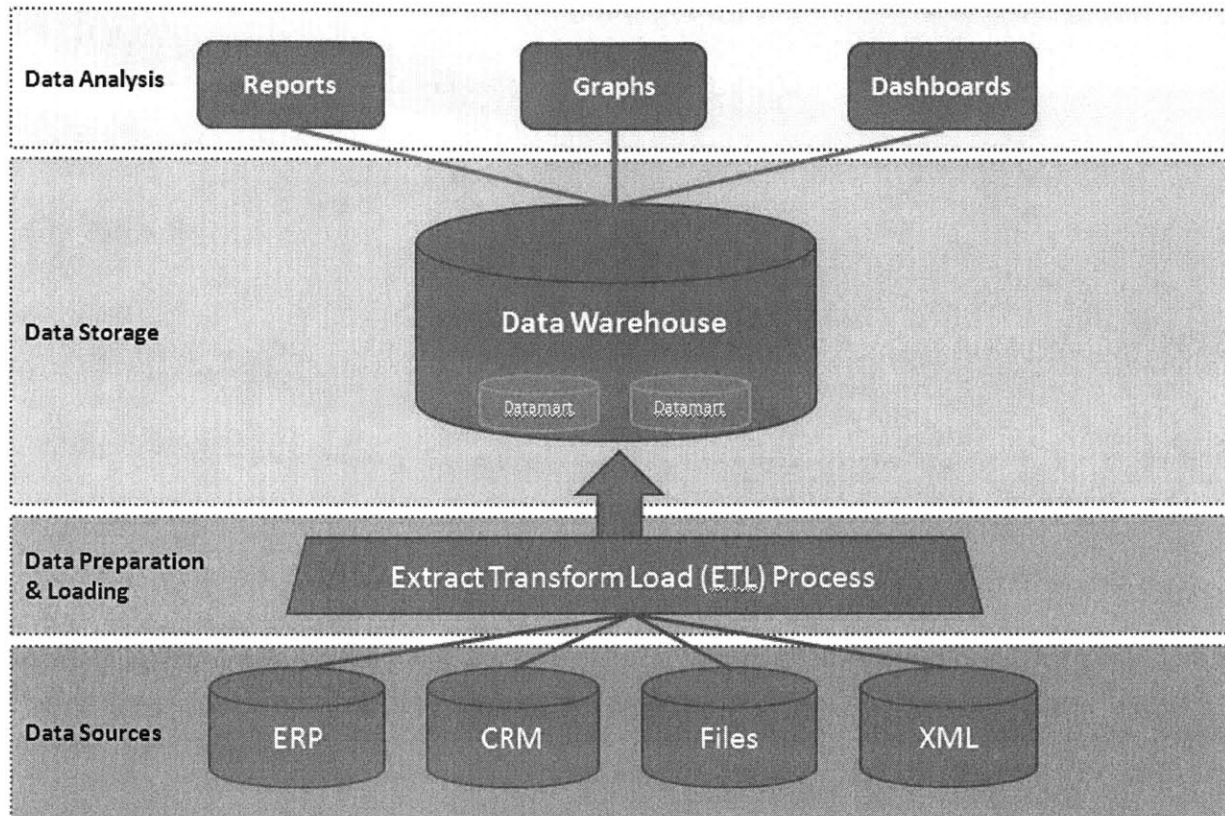 Data Analysis
Reports
Graphs
Dashboards
Data Storage
Data Warehouse
Datamart
Datamart
Data Preparation
& Loading
Extract Transform Load (ETL) Process
Data Sources
ERP
CRM
Files
XML